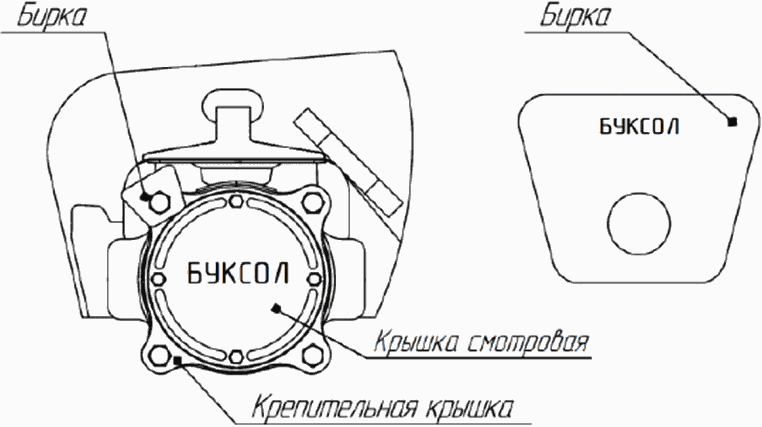 Бирка
Бирка
БУКСОЛ
БУКСОЛ
Крышка смотровая
Крепительная крышка